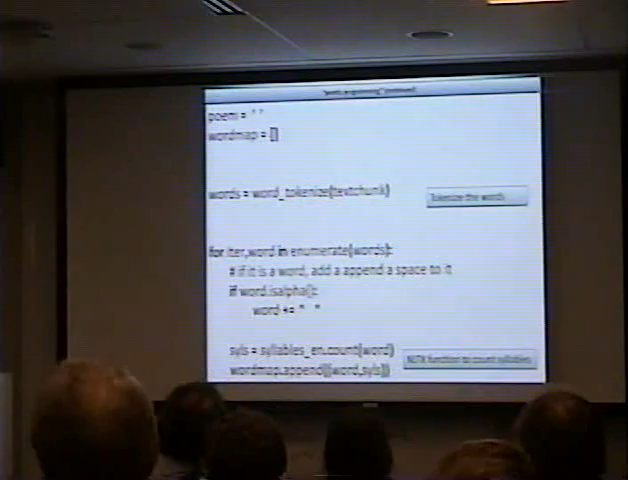 poem = " "
wordmap = []
words = word_tokenize(textchunk)
Tokenize the words
for iter,word in enumerate(words):
# if it is a word, add a append a space to it
if word.isalpha():
word += " "
syls = syllables_en.count(word)
NLTK function to count syllables
wordmap.append((word,syls))